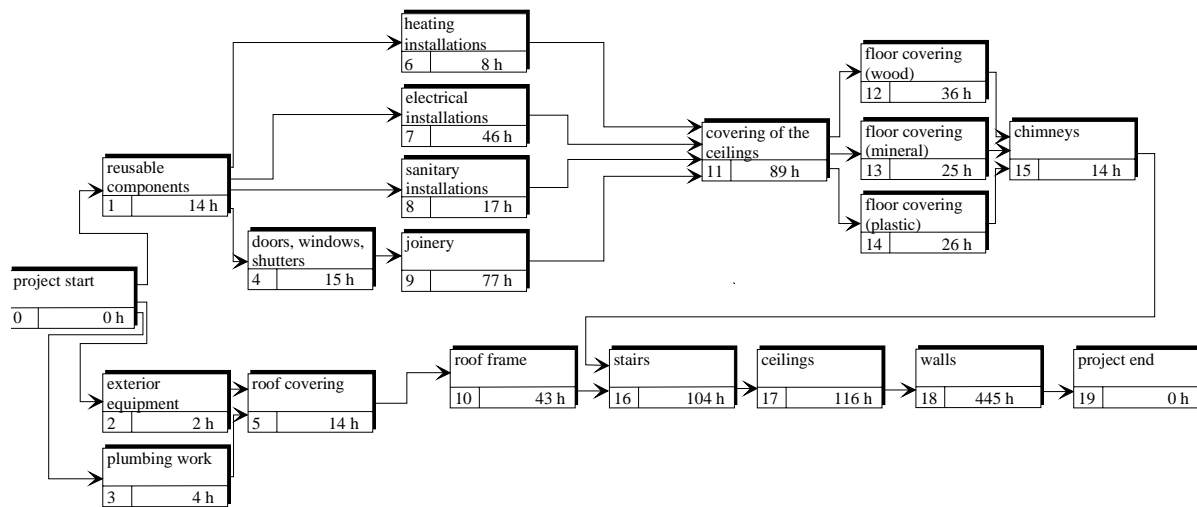 heating
installations
6 8 h
electrical
installations
7 46 h
sanitary
installations
8 17 h
joinery
9 77 h
reusable
components
1 14 h
doors, windows,
shutters
4 15 h
covering of the
ceilings
11 89 h
floor covering
(wood)
12 36 h
floor covering
(mineral)
13 25 h
floor covering
(plastic)
14 26 h
chimneys
15 14 h
project start
0 0 h
exterior
equipment
2 2 h
plumbing work
3 4 h
roof covering
5 14 h
roof frame
10 43 h
stairs
16 104 h
ceilings
17 116 h
walls
18 445 h
project end
19 0 h